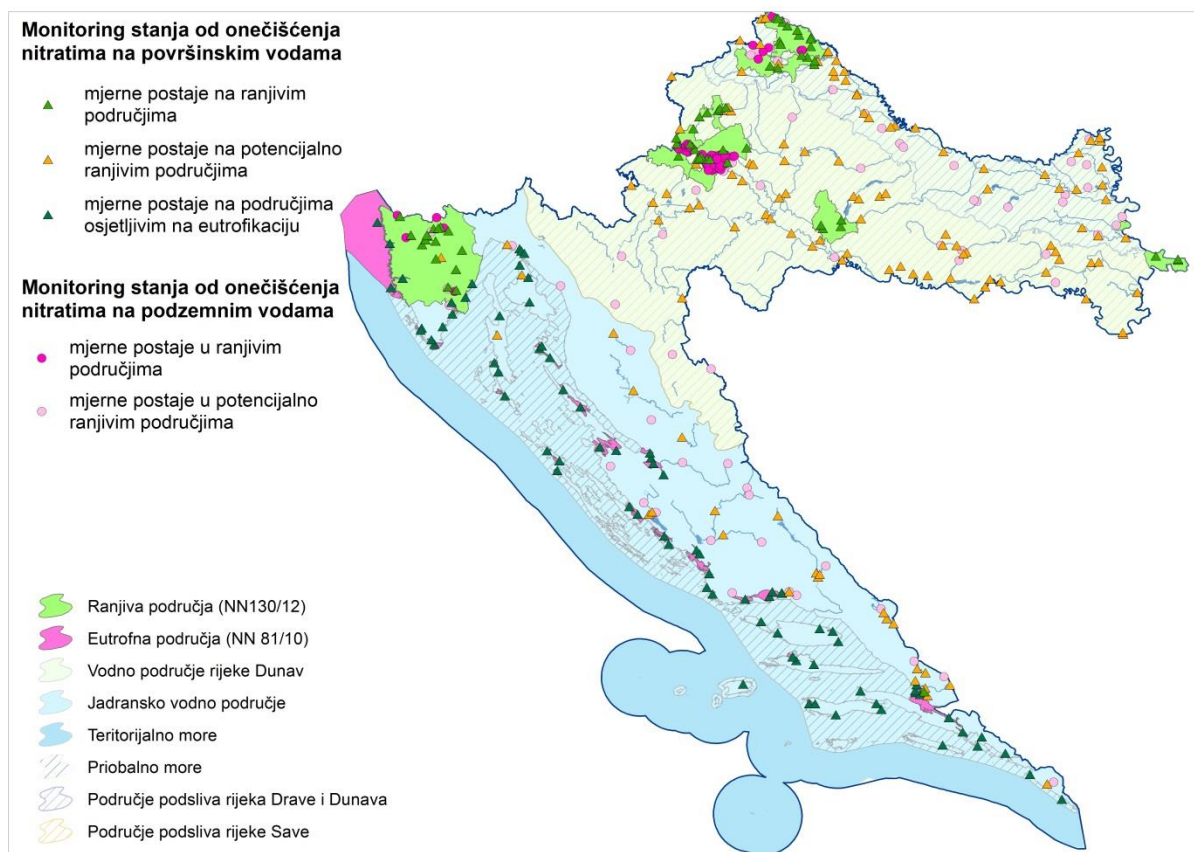 Monitoring stanja od onečišćenja
nitratima na površinskim vodama
mjerne postaje na ranjivim
područjima
mjerne postaje na potencijalno
ranjivim područjima
mjerne postaje na područjima
osjetljivim na eutrofikaciju
Monitoring stanja od onečišćenja
nitratima na podzemnim vodama
mjerne postaje u ranjivim
područjima
mjerne postaje u potencijalno
ranjivim područjima
Ranjiva područja (NN130/12)
Eutrofna područja (NN 81/10)
Vodno područje rijeke Dunav
Jadransko vodno područje
Teritorijalno more
Priobalno more
Područje podsliva rijeka Drave i Dunava
Područje podsliva rijeke Save